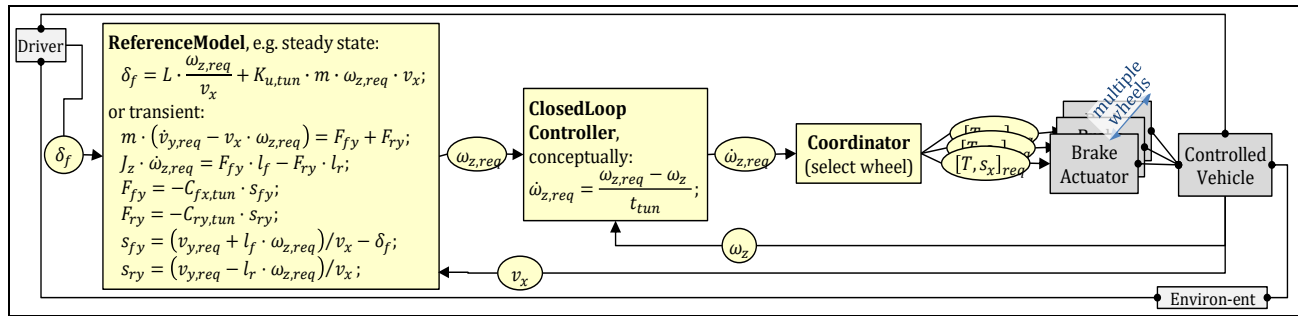 Driver
δ_f
ReferenceModel, e.g. steady state:
δ_f = L · ω_{z,req} / v_x + K_{u,tun} · m · ω_{z,req} · v_x;
or transient:
m · (v̇_{y,req} − v_x · ω_{z,req}) = F_{fy} + F_{ry};
J_z · ω̇_{z,req} = F_{fy} · l_f − F_{ry} · l_r;
F_{fy} = −C_{fx,tun} · s_{fy};
F_{ry} = −C_{ry,tun} · s_{ry};
s_{fy} = (v_{y,req} + l_f · ω_{z,req})/v_x − δ_f;
s_{ry} = (v_{y,req} − l_r · ω_{z,req})/v_x;
ω_{z,req}
ClosedLoop
Controller,
conceptually:
ω̇_{z,req} = (ω_{z,req} − ω_z) / t_{tun};
ω̇_{z,req}
Coordinator
(select wheel)
[T, s_x]_{req}
multiple
wheels
Brake
Actuator
Controlled
Vehicle
ω_z
v_x
Environ-ent